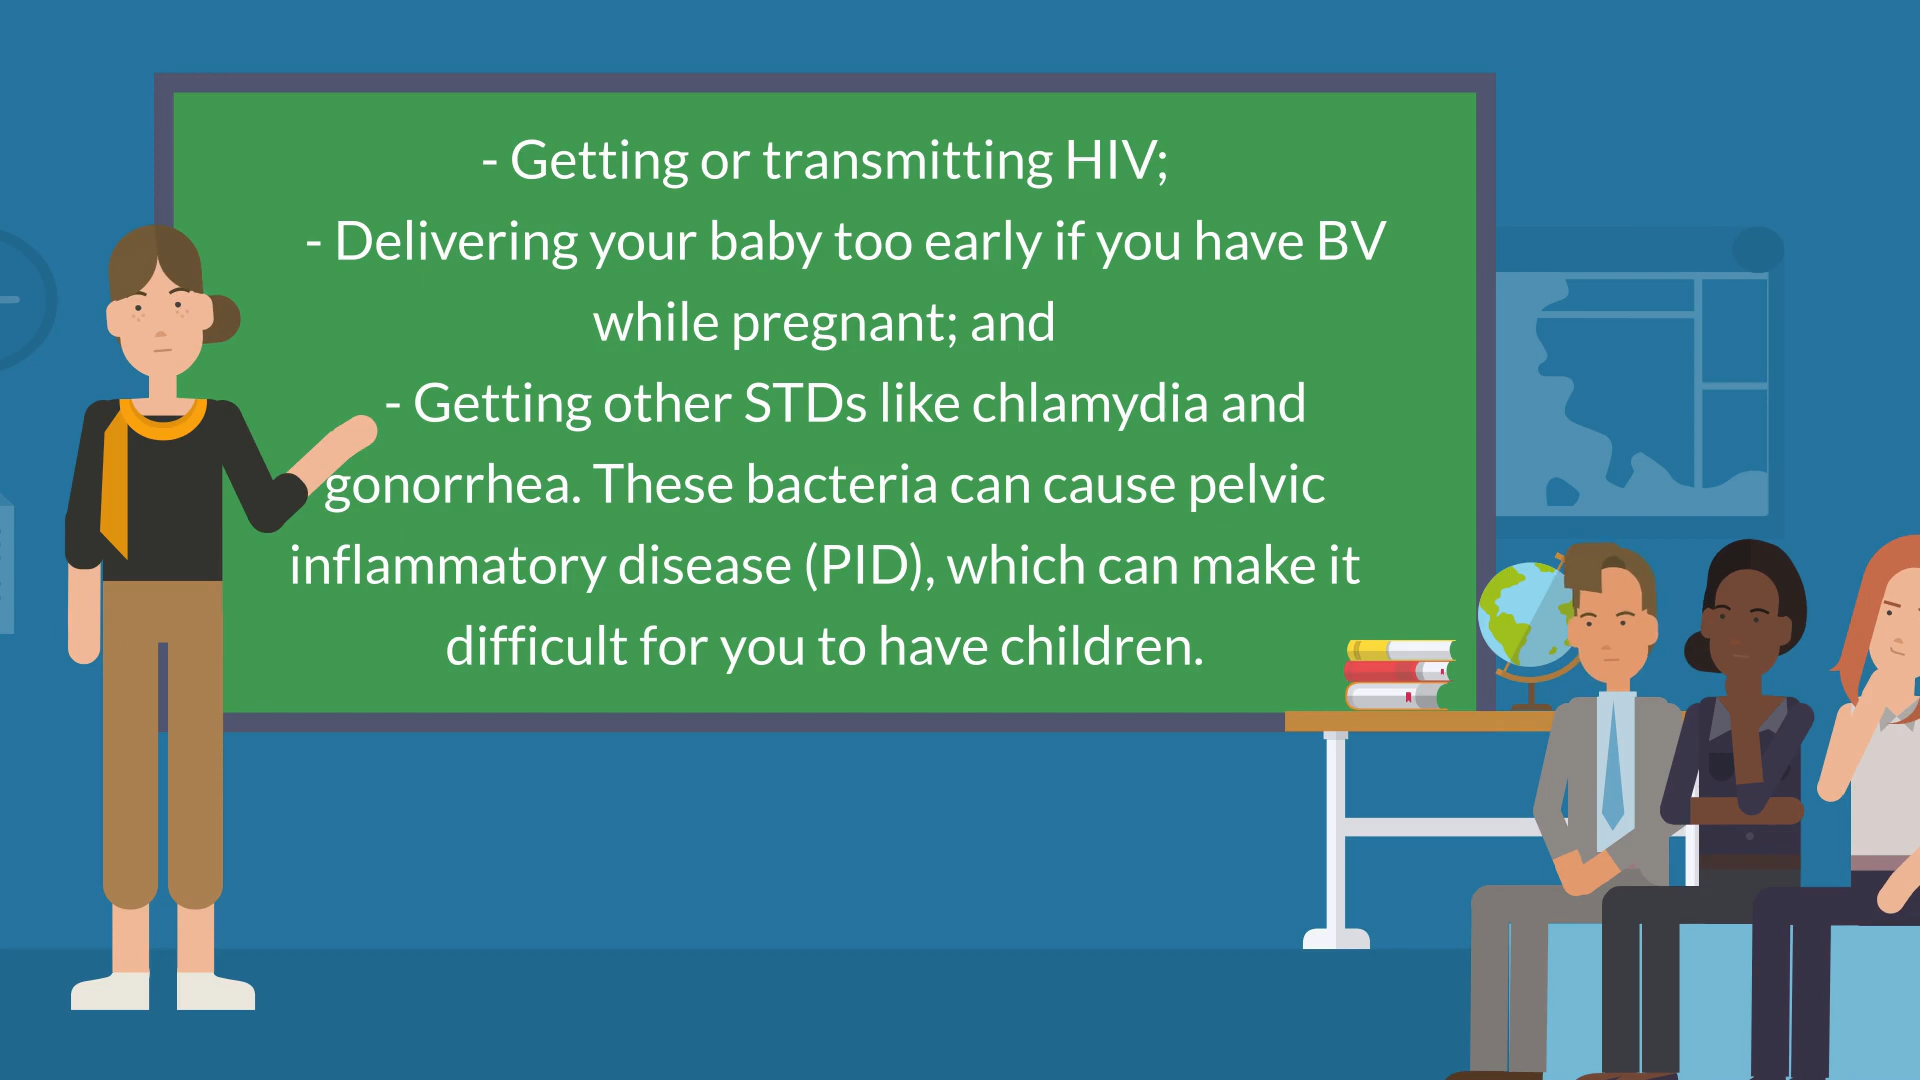 - Getting or transmitting HIV;
- Delivering your baby too early if you have BV
while pregnant; and
- Getting other STDs like chlamydia and
gonorrhea. These bacteria can cause pelvic
inflammatory disease (PID), which can make it
difficult for you to have children.